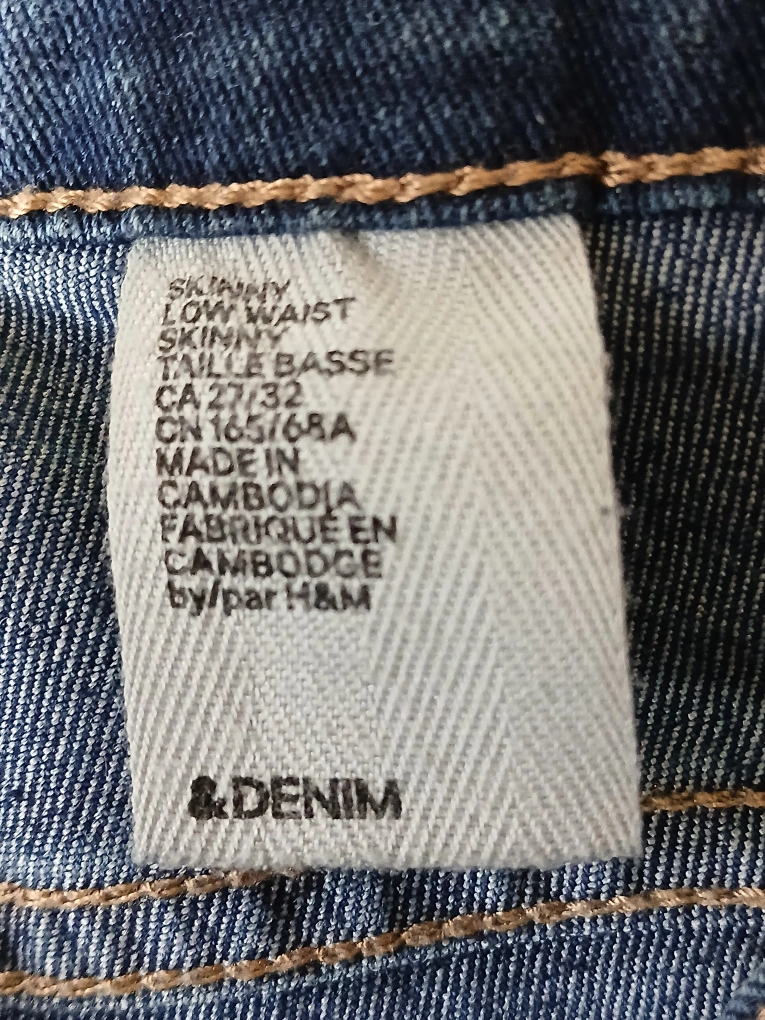 SKINNY
LOW WAIST
SKINNY
TAILLE BASSE
CA 27/32
CN 165/68A
MADE IN
CAMBODIA
FABRIQUÉ EN
CAMBODGE
by/par H&M
&DENIM